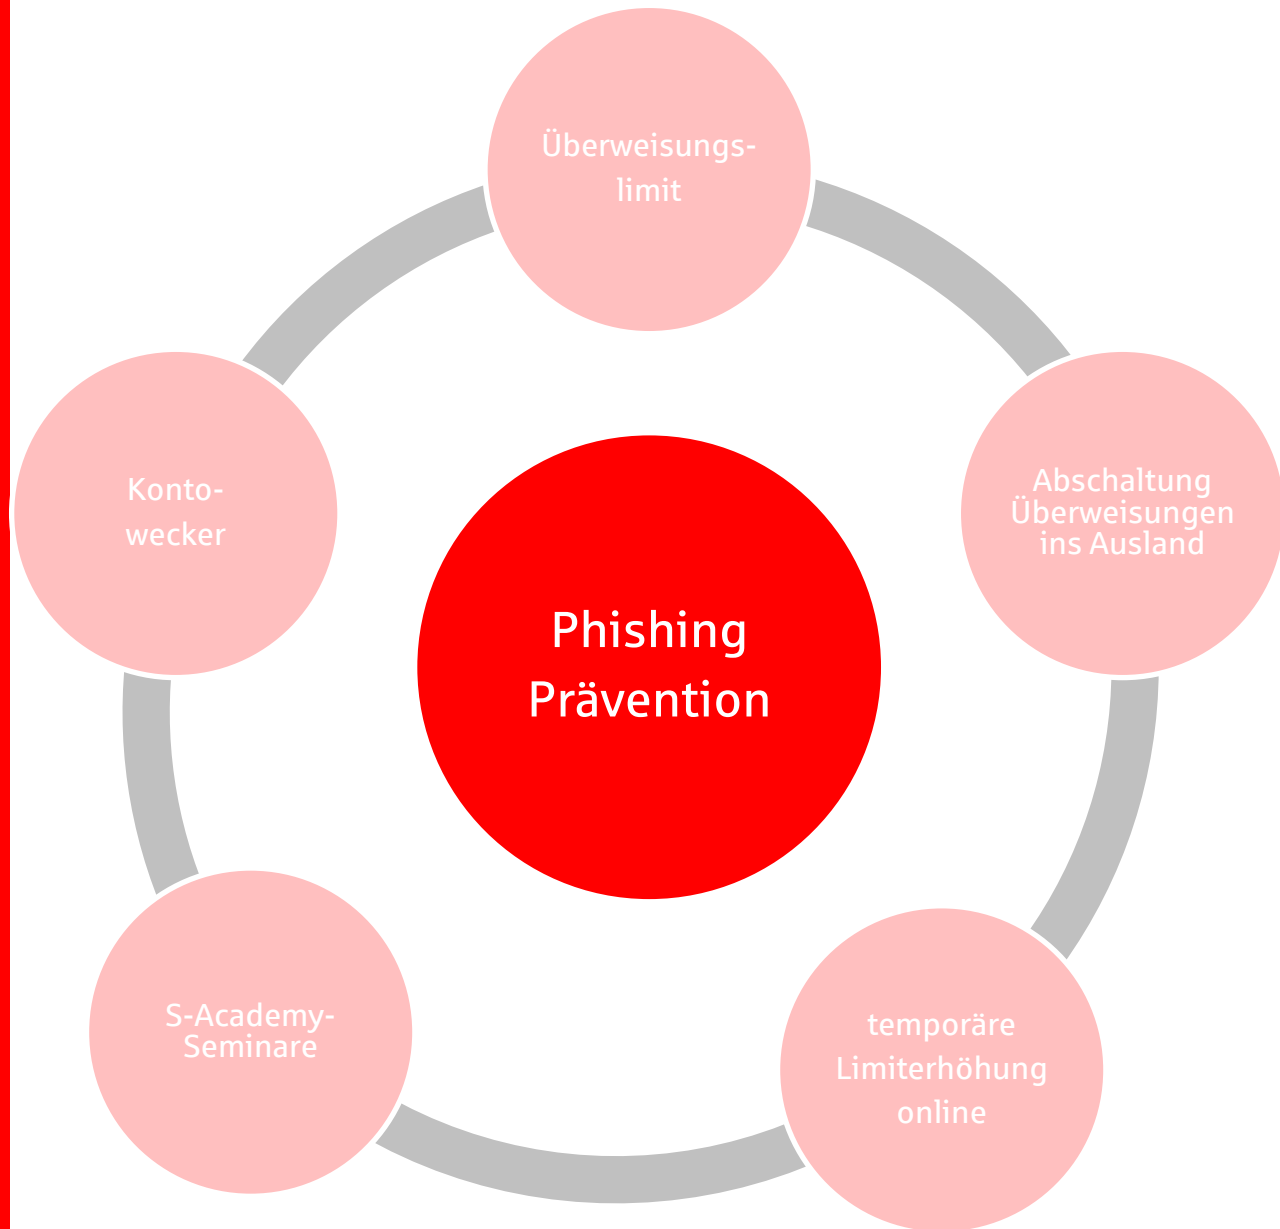 Überweisungs-
limit
Konto-
wecker
Abschaltung
Überweisungen
ins Ausland
Phishing
Prävention
S-Academy-
Seminare
temporäre
Limiterhöhung
online